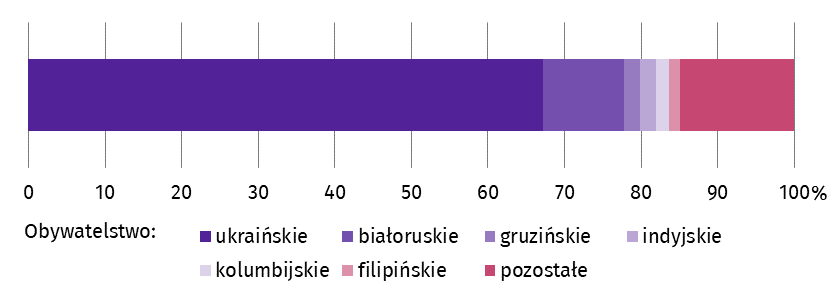 0 10 20 30 40 50 60 70 80 90 100%
Obywatelstwo: ukraińskie białoruskie gruzińskie indyjskie
kolumbijskie filipińskie pozostałe